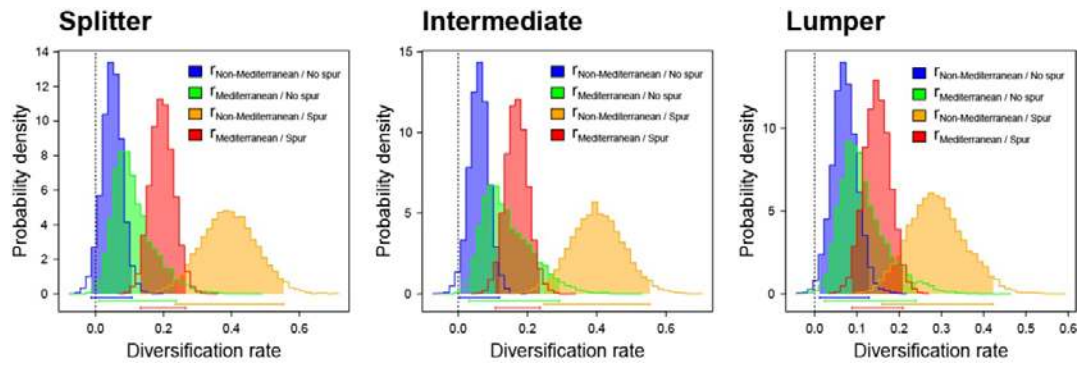 Splitter
14
12
10
8
6
4
2
0
Probability density
0.0 0.2 0.4 0.6
Diversification rate
rNon-Mediterranean / No spur
rMediterranean / No spur
rNon-Mediterranean / Spur
rMediterranean / Spur
Intermediate
15
10
5
0
Probability density
0.0 0.2 0.4 0.6
Diversification rate
rNon-Mediterranean / No spur
rMediterranean / No spur
rNon-Mediterranean / Spur
rMediterranean / Spur
Lumper
10
5
0
Probability density
0.0 0.1 0.2 0.3 0.4 0.5 0.6
Diversification rate
rNon-Mediterranean / No spur
rMediterranean / No spur
rNon-Mediterranean / Spur
rMediterranean / Spur